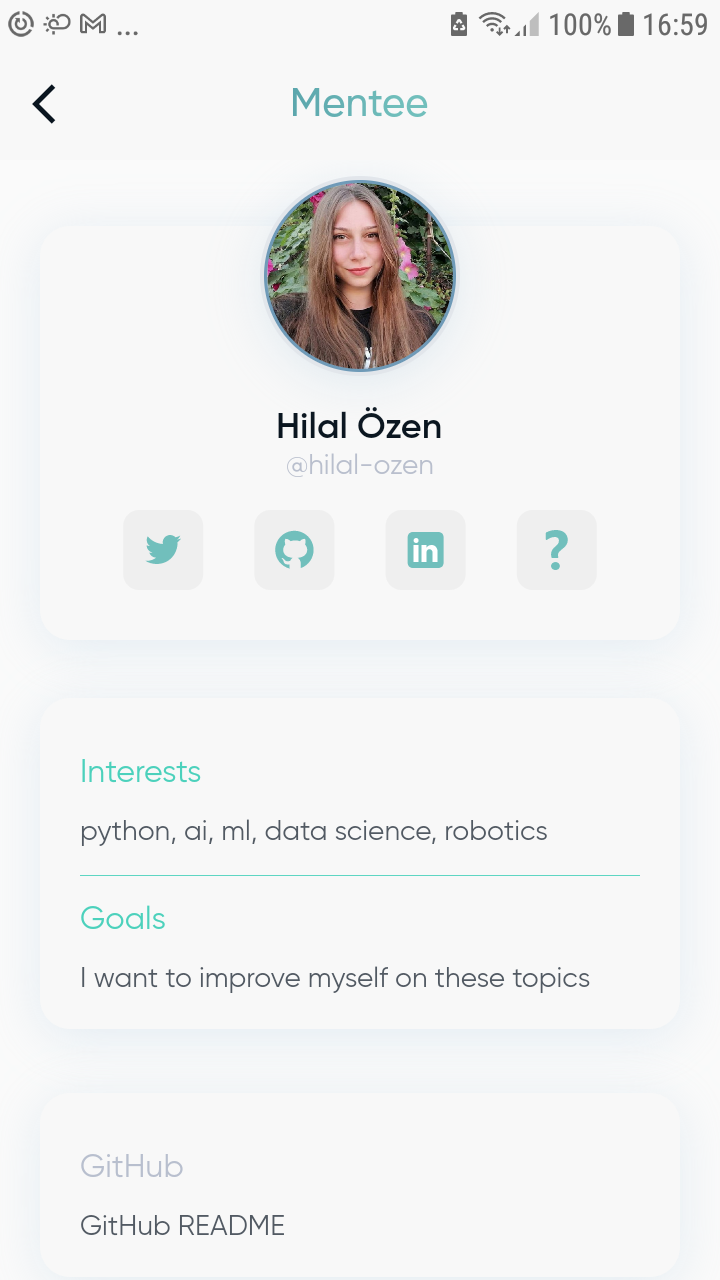 ... 100% 16:59
Mentee
Hilal Özen
@hilal-ozen
in ?
Interests
python, ai, ml, data science, robotics
Goals
I want to improve myself on these topics
GitHub
GitHub README